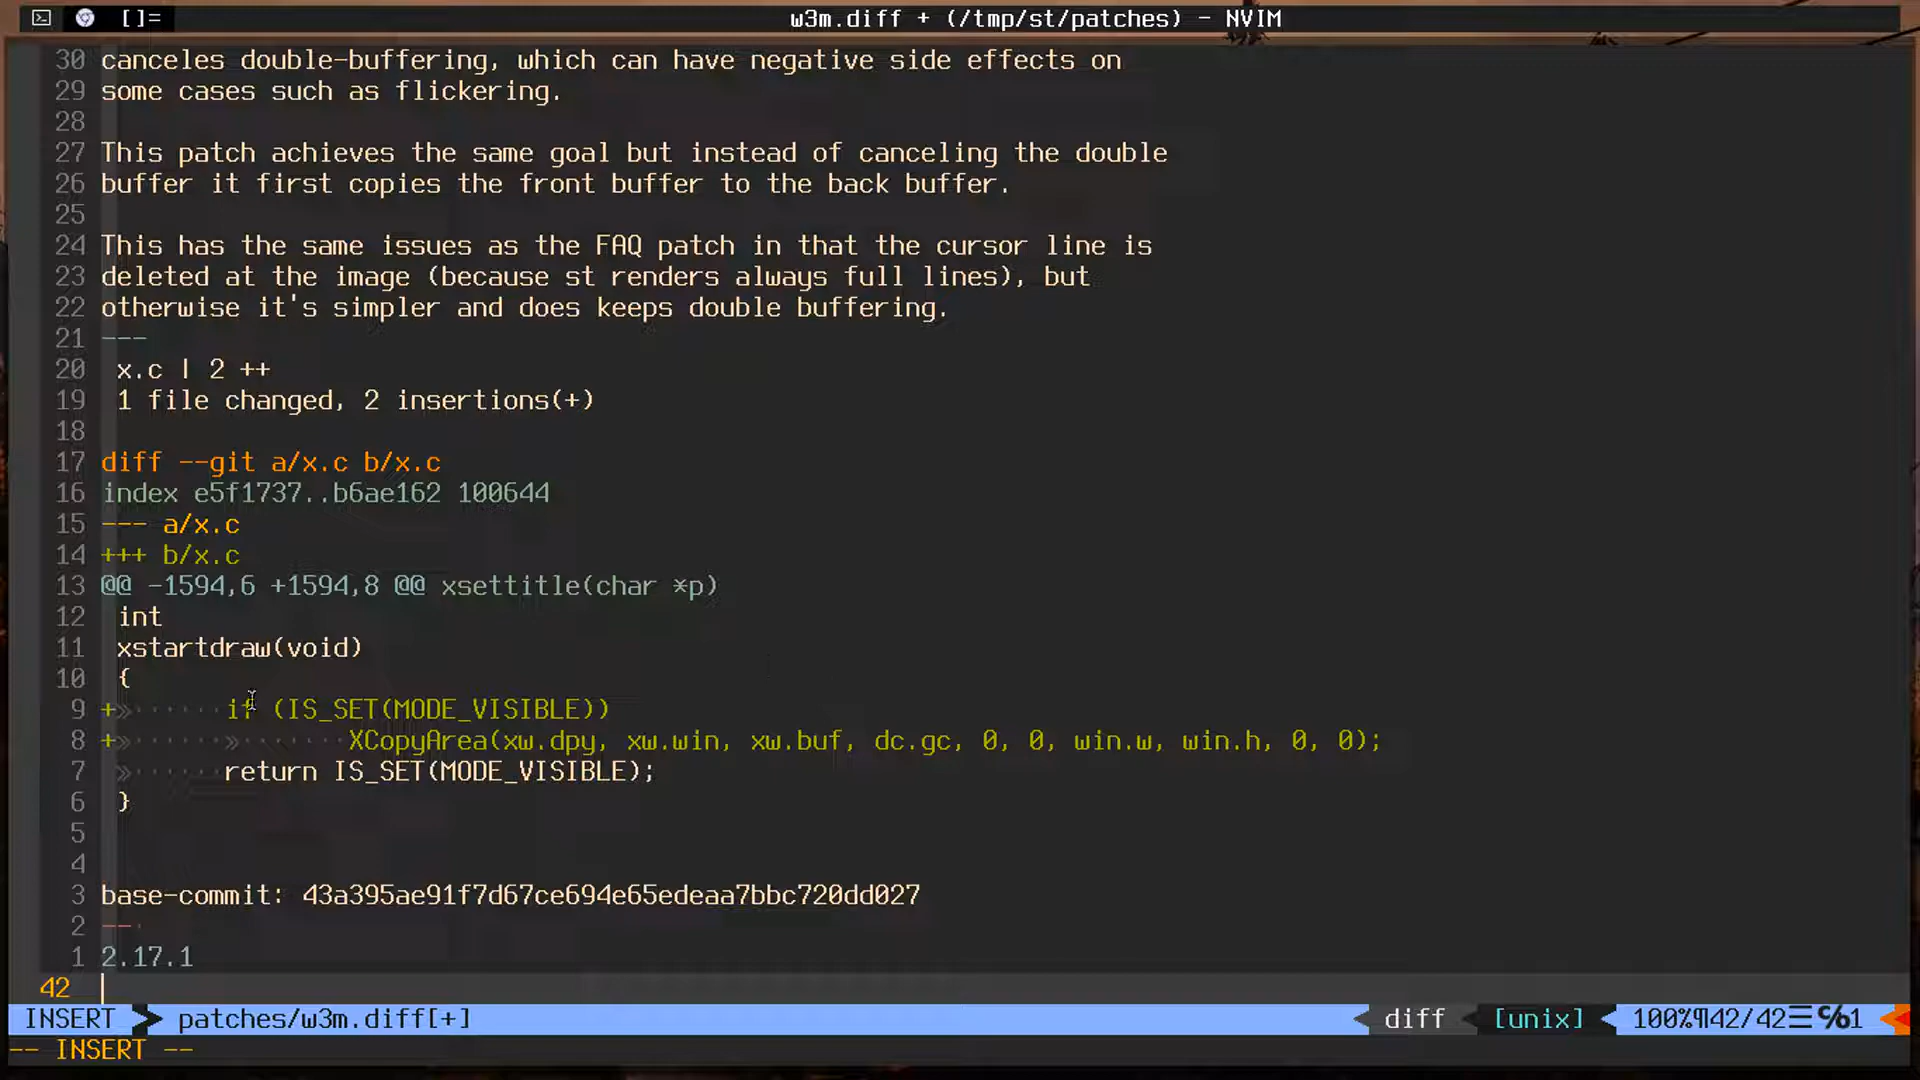 []= w3m.diff + (/tmp/st/patches) - NVIM
30 canceles double-buffering, which can have negative side effects on
29 some cases such as flickering.
28
27 This patch achieves the same goal but instead of canceling the double
26 buffer it first copies the front buffer to the back buffer.
25
24 This has the same issues as the FAQ patch in that the cursor line is
23 deleted at the image (because st renders always full lines), but
22 otherwise it's simpler and does keeps double buffering.
21 ---
20 x.c | 2 ++
19 1 file changed, 2 insertions(+)
18
17 diff --git a/x.c b/x.c
16 index e5f1737..b6ae162 100644
15 --- a/x.c
14 +++ b/x.c
13 @@ -1594,6 +1594,8 @@ xsettitle(char *p)
12 int
11 xstartdraw(void)
10 {
9 +»······if (IS_SET(MODE_VISIBLE))
8 +»······»·······XCopyArea(xw.dpy, xw.win, xw.buf, dc.gc, 0, 0, win.w, win.h, 0, 0);
7 »······return IS_SET(MODE_VISIBLE);
6 }
5
4
3 base-commit: 43a395ae91f7d67ce694e65edeaa7bbc720dd027
2 --·
1 2.17.1
42
INSERT patches/w3m.diff[+] diff [unix] 100%¶42/42☰℅1
-- INSERT --